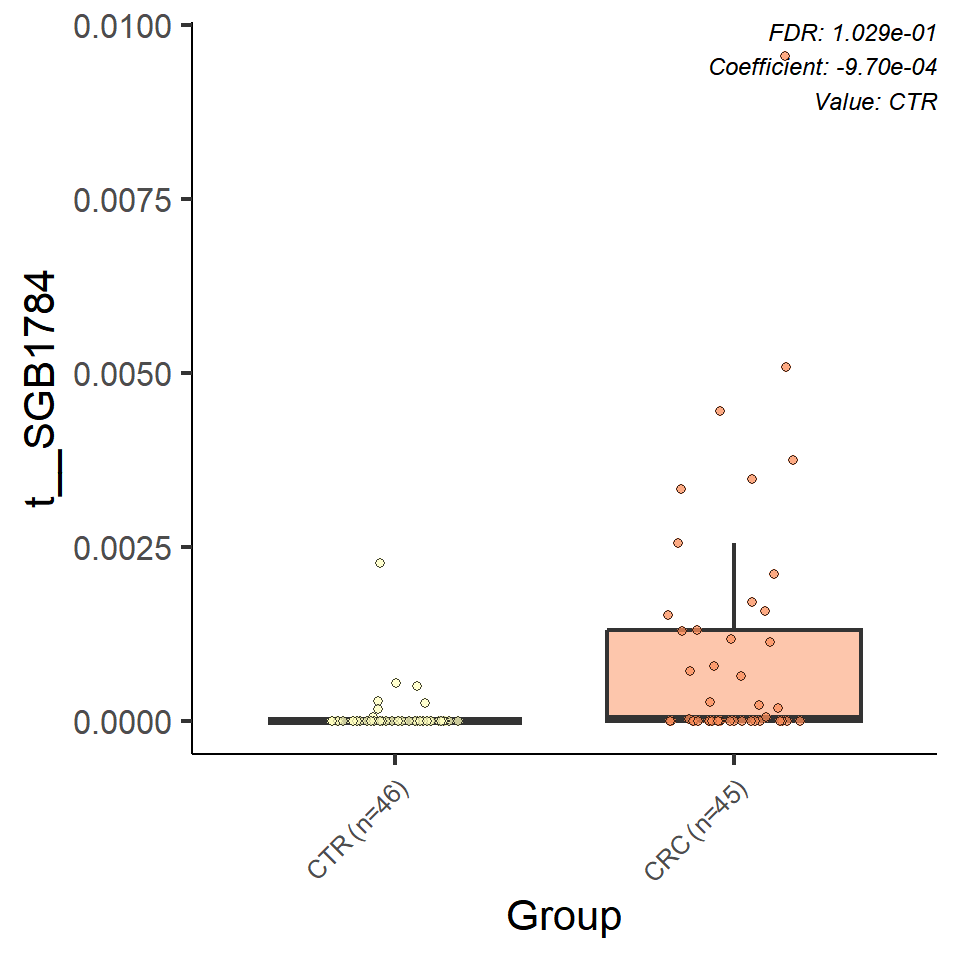 FDR: 1.029e-01
Coefficient: -9.70e-04
Value: CTR
0.0100
0.0075
0.0050
0.0025
0.0000
t__SGB1784
CTR (n=46)
CRC (n=45)
Group